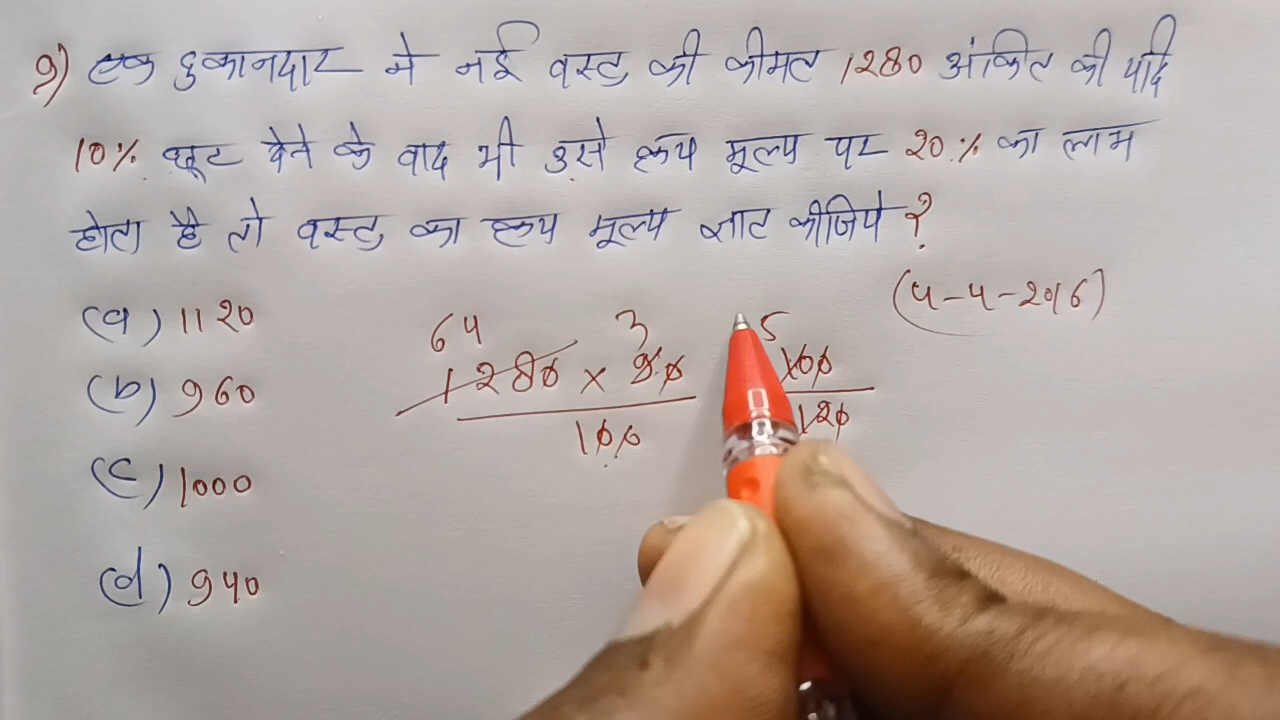 9) एक दुकानदार ने नई वस्तु की कीमत 1280 अंकित की यदि
10% छूट देने के बाद भी उसे क्रय मूल्य पर 20% का लाभ
होता है तो वस्तु का क्रय मूल्य ज्ञात कीजिये ?
(4-4-2016)
(a) 1120
(b) 960
(c) 1000
(d) 940
64 3 5
1280 × 90 100
100 120